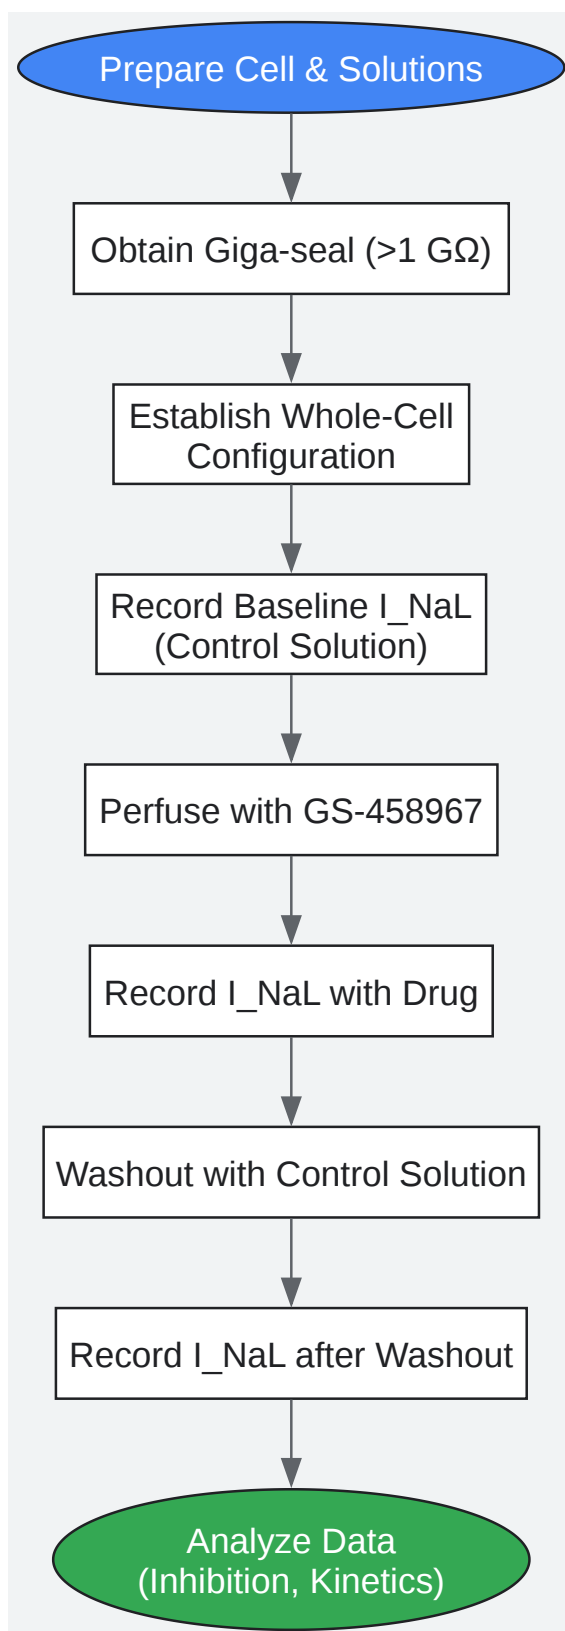 Prepare Cell & Solutions
Obtain Giga-seal (>1 GΩ)
Establish Whole-Cell
Configuration
Record Baseline I_NaL
(Control Solution)
Perfuse with GS-458967
Record I_NaL with Drug
Washout with Control Solution
Record I_NaL after Washout
Analyze Data
(Inhibition, Kinetics)